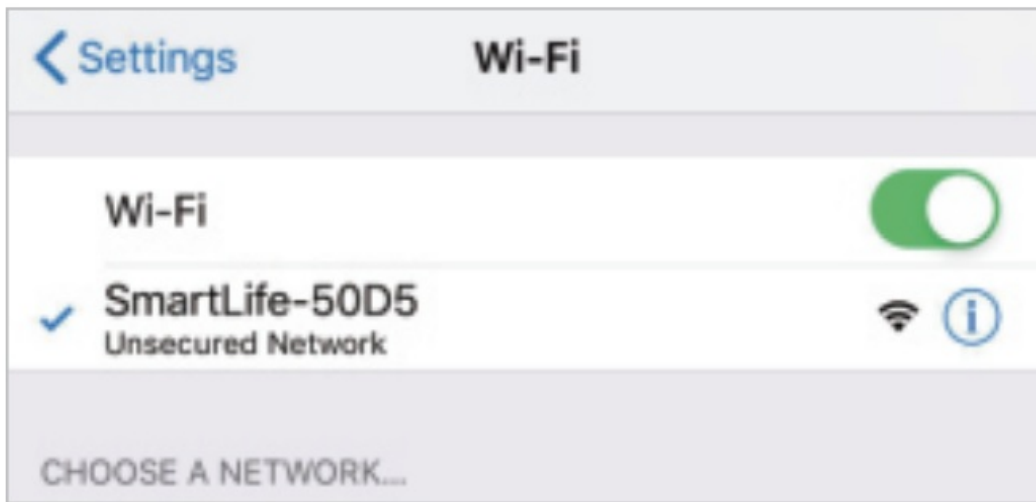 Settings
Wi-Fi
Wi-Fi
SmartLife-50D5
Unsecured Network
CHOOSE A NETWORK...